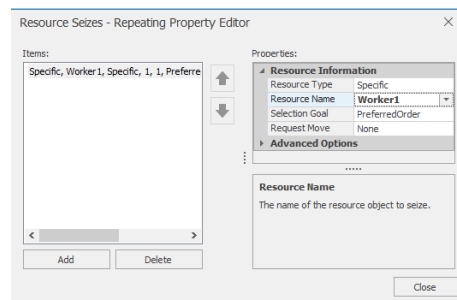 Resource Seizes - Repeating Property Editor
Items:
Specific, Worker1, Specific, 1, 1, Preferre
Add
Delete
Properties:
Resource Information
Resource Type Specific
Resource Name Worker1
Selection Goal PreferredOrder
Request Move None
Advanced Options
Resource Name
The name of the resource object to seize.
Close